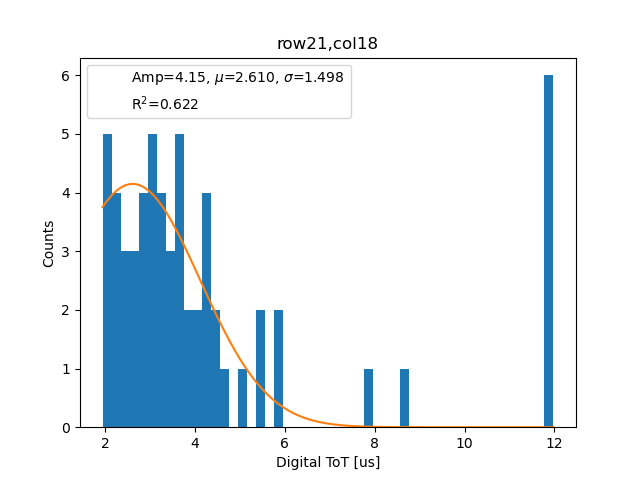 row21,col18
Amp=4.15, μ=2.610, σ=1.498
R²=0.622
Counts
6
5
4
3
2
1
0
2 4 6 8 10 12
Digital ToT [us]